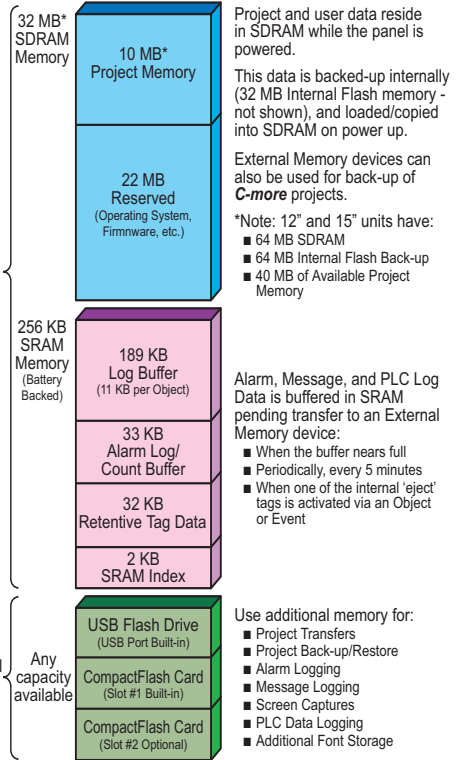 32 MB*
SDRAM
Memory
10 MB*
Project Memory
22 MB
Reserved
(Operating System,
Firmnware, etc.)
Project and user data reside
in SDRAM while the panel is
powered.
This data is backed-up internally
(32 MB Internal Flash memory -
not shown), and loaded/copied
into SDRAM on power up.
External Memory devices can
also be used for back-up of
C-more projects.
*Note: 12” and 15” units have:
■ 64 MB SDRAM
■ 64 MB Internal Flash Back-up
■ 40 MB of Available Project
Memory
256 KB
SRAM
Memory
(Battery
Backed)
189 KB
Log Buffer
(11 KB per Object)
33 KB
Alarm Log/
Count Buffer
32 KB
Retentive Tag Data
2 KB
SRAM Index
Alarm, Message, and PLC Log
Data is buffered in SRAM
pending transfer to an External
Memory device:
■ When the buffer nears full
■ Periodically, every 5 minutes
■ When one of the internal ‘eject’
tags is activated via an Object
or Event
Any
capacity
available
USB Flash Drive
(USB Port Built-in)
CompactFlash Card
(Slot #1 Built-in)
CompactFlash Card
(Slot #2 Optional)
Use additional memory for:
■ Project Transfers
■ Project Back-up/Restore
■ Alarm Logging
■ Message Logging
■ Screen Captures
■ PLC Data Logging
■ Additional Font Storage